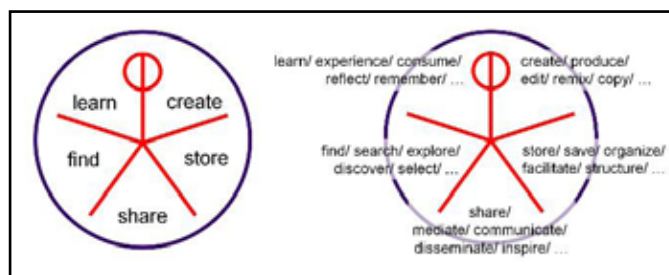 learn
create
find
store
share
learn/ experience/ consume/
reflect/ remember/ ...
create/ produce/
edit/ remix/ copy/ ...
find/ search/ explore/
discover/ select/ ...
store/ save/ organize/
facilitate/ structure/ ...
share/
mediate/ communicate/
disseminate/ inspire/ ...